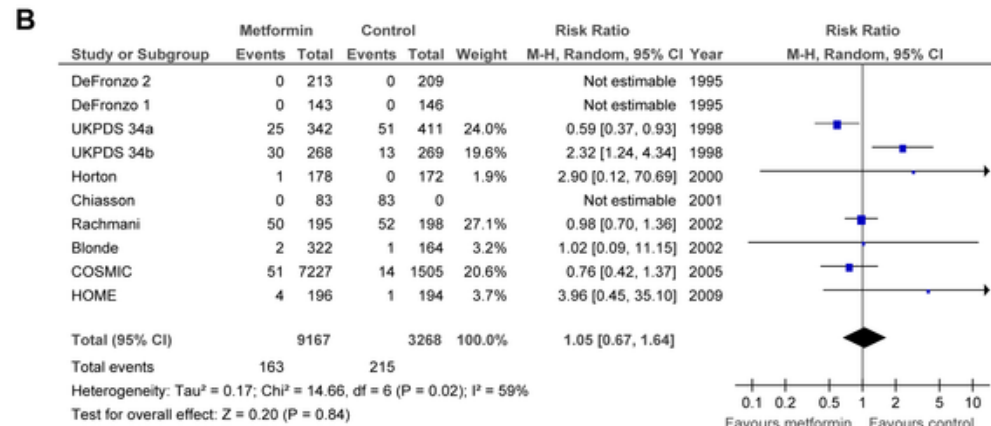 B
Metformin Control Risk Ratio Risk Ratio
Study or Subgroup Events Total Events Total Weight M-H, Random, 95% CI Year M-H, Random, 95% CI
DeFronzo 2 0 213 0 209 Not estimable 1995
DeFronzo 1 0 143 0 146 Not estimable 1995
UKPDS 34a 25 342 51 411 24.0% 0.59 [0.37, 0.93] 1998
UKPDS 34b 30 268 13 269 19.6% 2.32 [1.24, 4.34] 1998
Horton 1 178 0 172 1.9% 2.90 [0.12, 70.69] 2000
Chiasson 0 83 83 0 Not estimable 2001
Rachmani 50 195 52 198 27.1% 0.98 [0.70, 1.36] 2002
Blonde 2 322 1 164 3.2% 1.02 [0.09, 11.15] 2002
COSMIC 51 7227 14 1505 20.6% 0.76 [0.42, 1.37] 2005
HOME 4 196 1 194 3.7% 3.96 [0.45, 35.10] 2009
Total (95% CI) 9167 3268 100.0% 1.05 [0.67, 1.64]
Total events 163 215
Heterogeneity: Tau² = 0.17; Chi² = 14.66, df = 6 (P = 0.02); I² = 59%
Test for overall effect: Z = 0.20 (P = 0.84)
0.1 0.2 0.5 1 2 5 10
Favours metformin Favours control